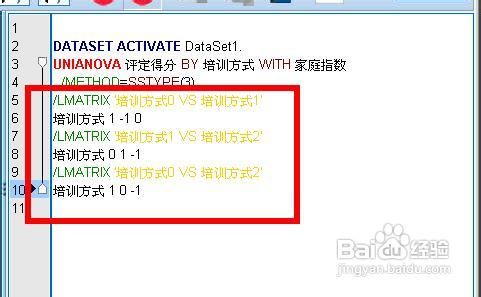 1
2 DATASET ACTIVATE DataSet1.
3 UNIANOVA 评定得分 BY 培训方式 WITH 家庭指数
4 /METHOD=SSTYPE(3)
5 /LMATRIX '培训方式0 VS 培训方式1'
6 培训方式 1 -1 0
7 /LMATRIX '培训方式1 VS 培训方式2'
8 培训方式 0 1 -1
9 /LMATRIX '培训方式0 VS 培训方式2'
10 培训方式 1 0 -1
11
Baidu 经验
jingyan.baidu.com